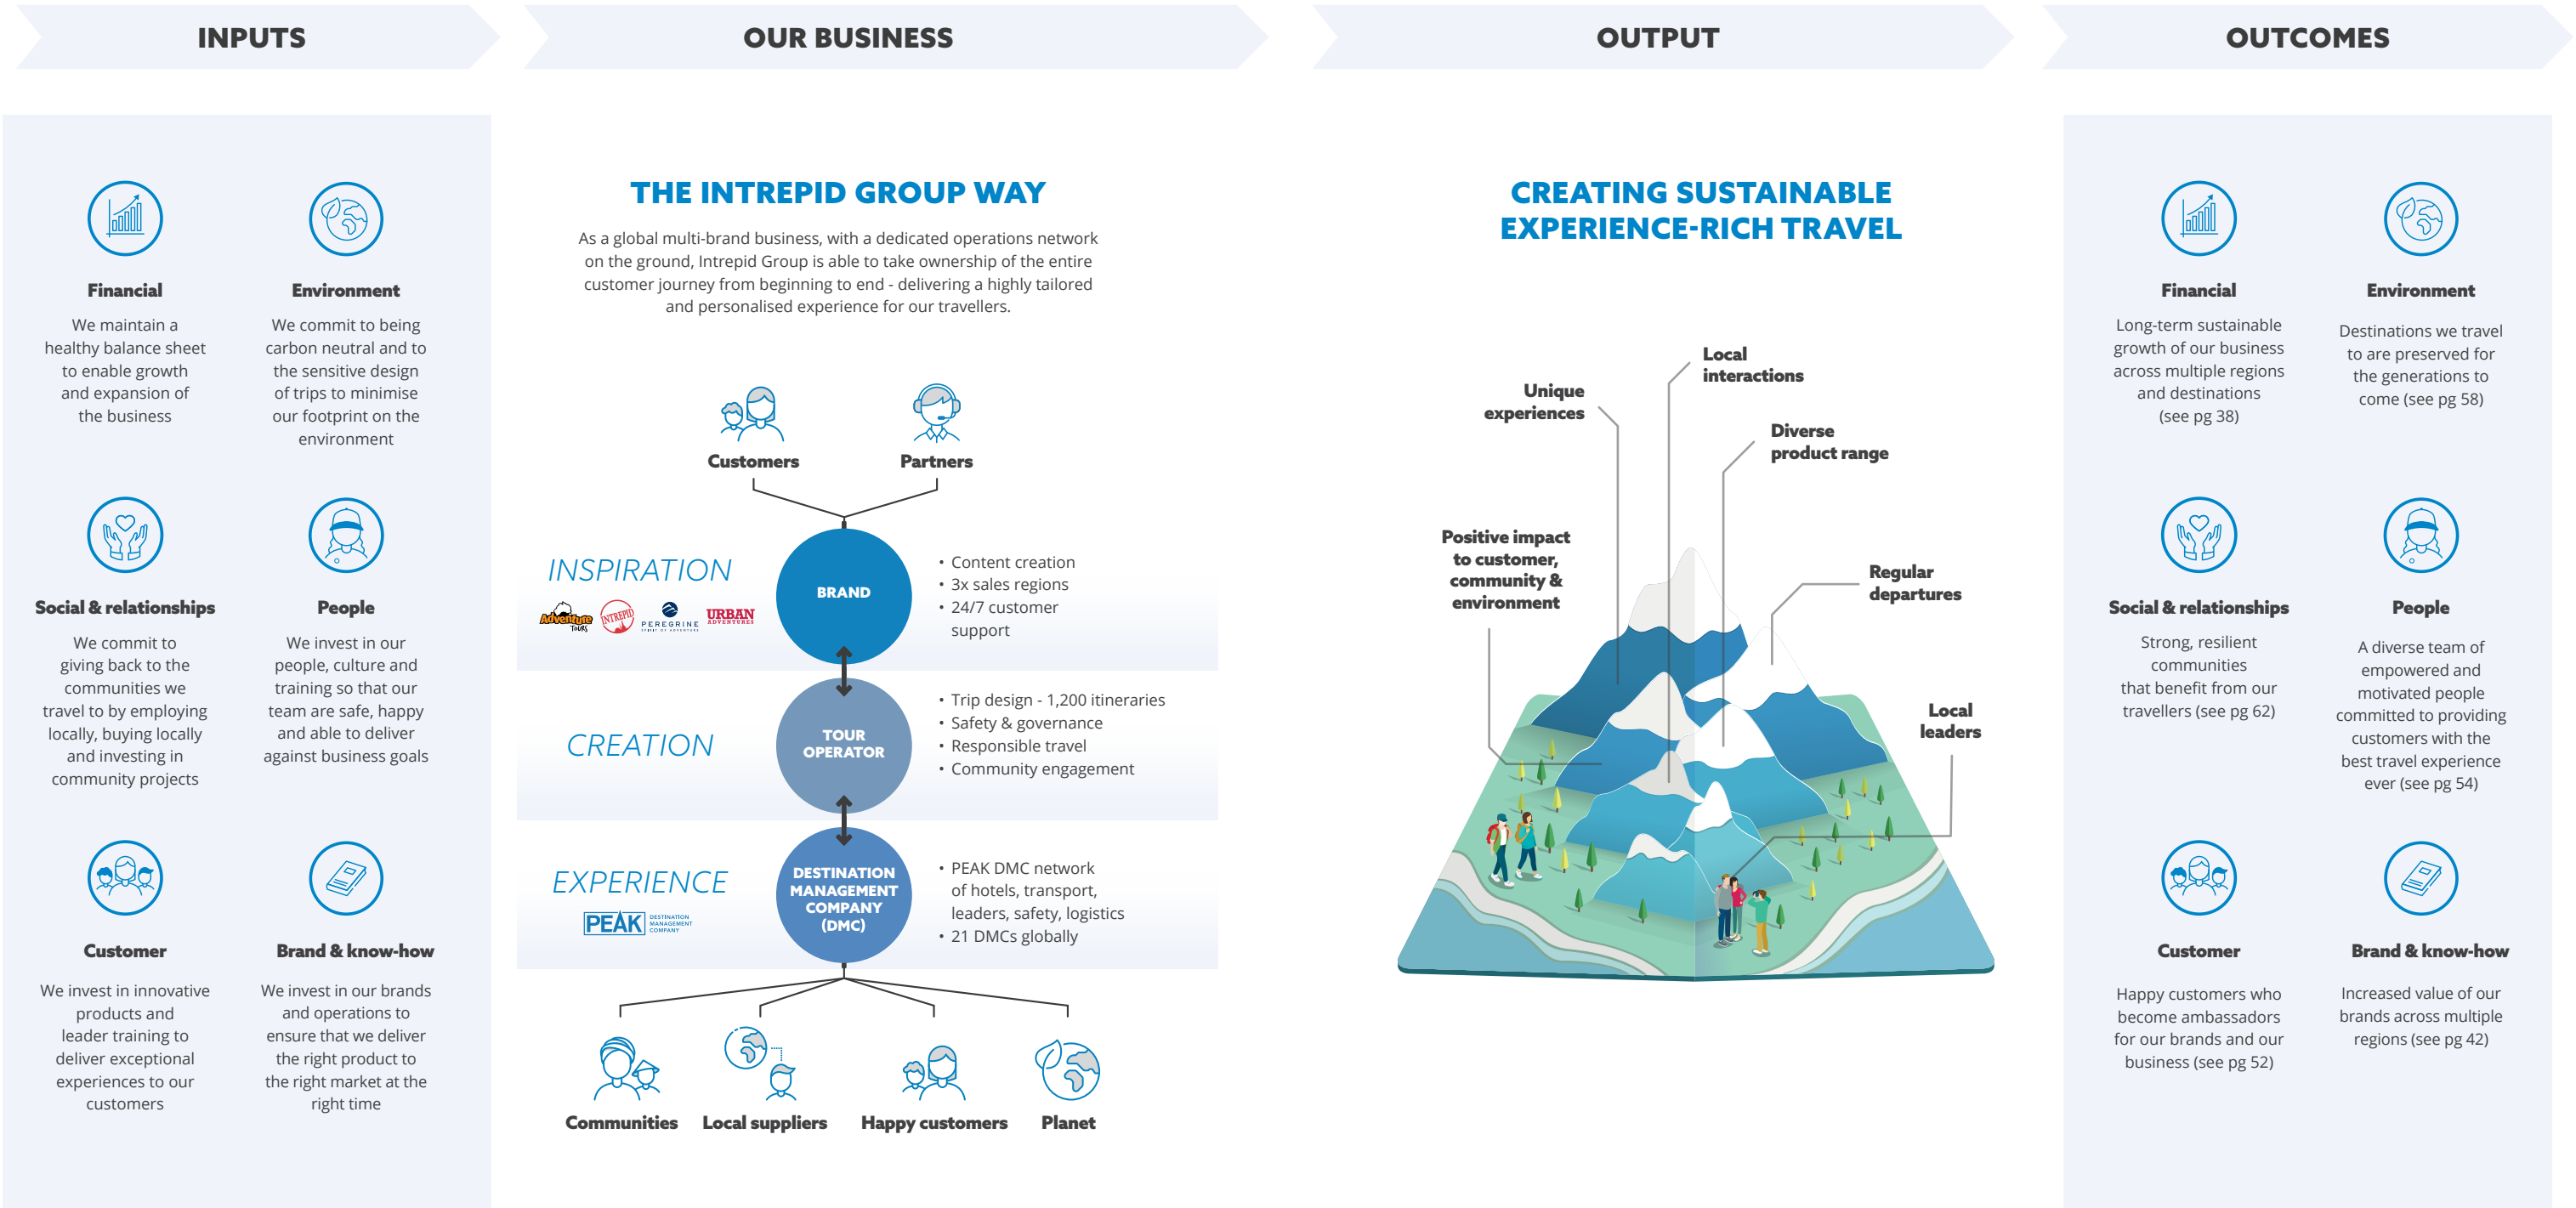 INPUTS
OUR BUSINESS
OUTPUT
OUTCOMES
Financial
We maintain a
healthy balance sheet
to enable growth
and expansion of
the business
Environment
We commit to being
carbon neutral and to
the sensitive design
of trips to minimise
our footprint on the
environment
Social & relationships
We commit to
giving back to the
communities we
travel to by employing
locally, buying locally
and investing in
community projects
People
We invest in our
people, culture and
training so that our
team are safe, happy
and able to deliver
against business goals
Customer
We invest in innovative
products and
leader training to
deliver exceptional
experiences to our
customers
Brand & know-how
We invest in our brands
and operations to
ensure that we deliver
the right product to
the right market at the
right time
THE INTREPID GROUP WAY
As a global multi-brand business, with a dedicated operations network
on the ground, Intrepid Group is able to take ownership of the entire
customer journey from beginning to end - delivering a highly tailored
and personalised experience for our travellers.
Customers
Partners
INSPIRATION
Adventure
TOURS
INTREPID
PEREGRINE
SPIRIT OF ADVENTURE
URBAN
ADVENTURES
BRAND
• Content creation
• 3x sales regions
• 24/7 customer
support
CREATION
TOUR
OPERATOR
• Trip design - 1,200 itineraries
• Safety & governance
• Responsible travel
• Community engagement
EXPERIENCE
PEAK
DESTINATION
MANAGEMENT
COMPANY
DESTINATION
MANAGEMENT
COMPANY
(DMC)
• PEAK DMC network
of hotels, transport,
leaders, safety, logistics
• 21 DMCs globally
Communities
Local suppliers
Happy customers
Planet
CREATING SUSTAINABLE
EXPERIENCE-RICH TRAVEL
Local
interactions
Unique
experiences
Diverse
product range
Positive impact
to customer,
community &
environment
Regular
departures
Local
leaders
Financial
Long-term sustainable
growth of our business
across multiple regions
and destinations
(see pg 38)
Environment
Destinations we travel
to are preserved for
the generations to
come (see pg 58)
Social & relationships
Strong, resilient
communities
that benefit from our
travellers (see pg 62)
People
A diverse team of
empowered and
motivated people
committed to providing
customers with the
best travel experience
ever (see pg 54)
Customer
Happy customers who
become ambassadors
for our brands and our
business (see pg 52)
Brand & know-how
Increased value of our
brands across multiple
regions (see pg 42)